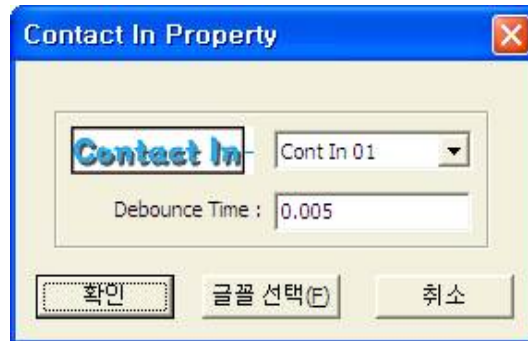 Contact In Property
Contact In Cont In 01
Debounce Time : 0.005
확인 글꼴 선택(F) 취소